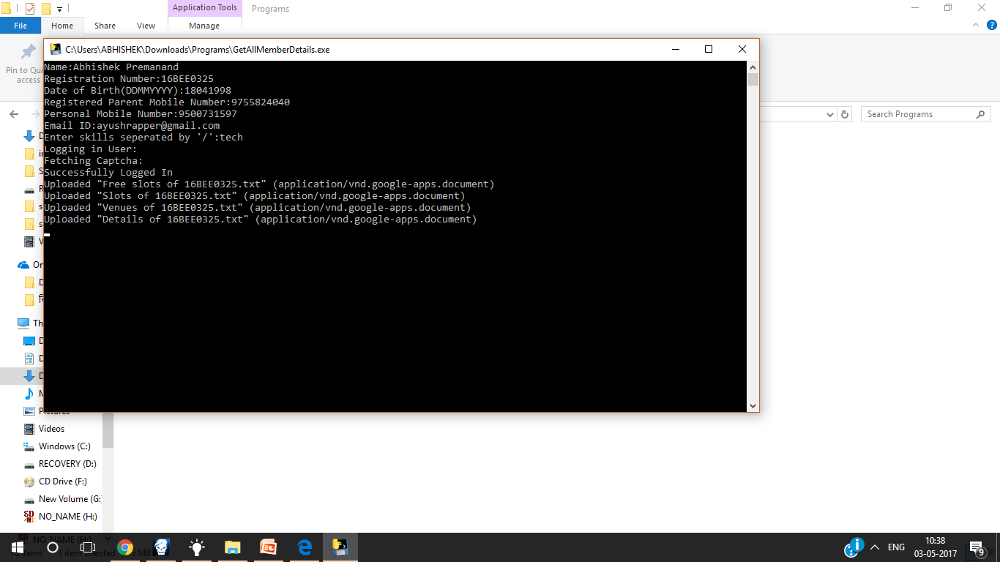 Application Tools
Programs
File
Home
Share
View
Manage
C:\Users\ABHISHEK\Downloads\Programs\GetAllMemberDetails.exe
Pin to Qui
access
Search Programs
Name:Abhishek Premanand
Registration Number:16BEE0325
Date of Birth(DDMMYYYY):18041998
Registered Parent Mobile Number:9755824040
Personal Mobile Number:9500731597
Email ID:ayushrapper@gmail.com
Enter skills seperated by '/':tech
Logging in User:
Fetching Captcha:
Successfully Logged In
Uploaded "Free slots of 16BEE0325.txt" (application/vnd.google-apps.document)
Uploaded "Slots of 16BEE0325.txt" (application/vnd.google-apps.document)
Uploaded "Venues of 16BEE0325.txt" (application/vnd.google-apps.document)
Uploaded "Details of 16BEE0325.txt" (application/vnd.google-apps.document)
On
Th
Pictures
Videos
Windows (C:)
RECOVERY (D:)
CD Drive (F:)
New Volume (G:
NO_NAME (H:)
NO_NAME (H:)
items 1 item selected MB
ENG
10:38
03-05-2017
9